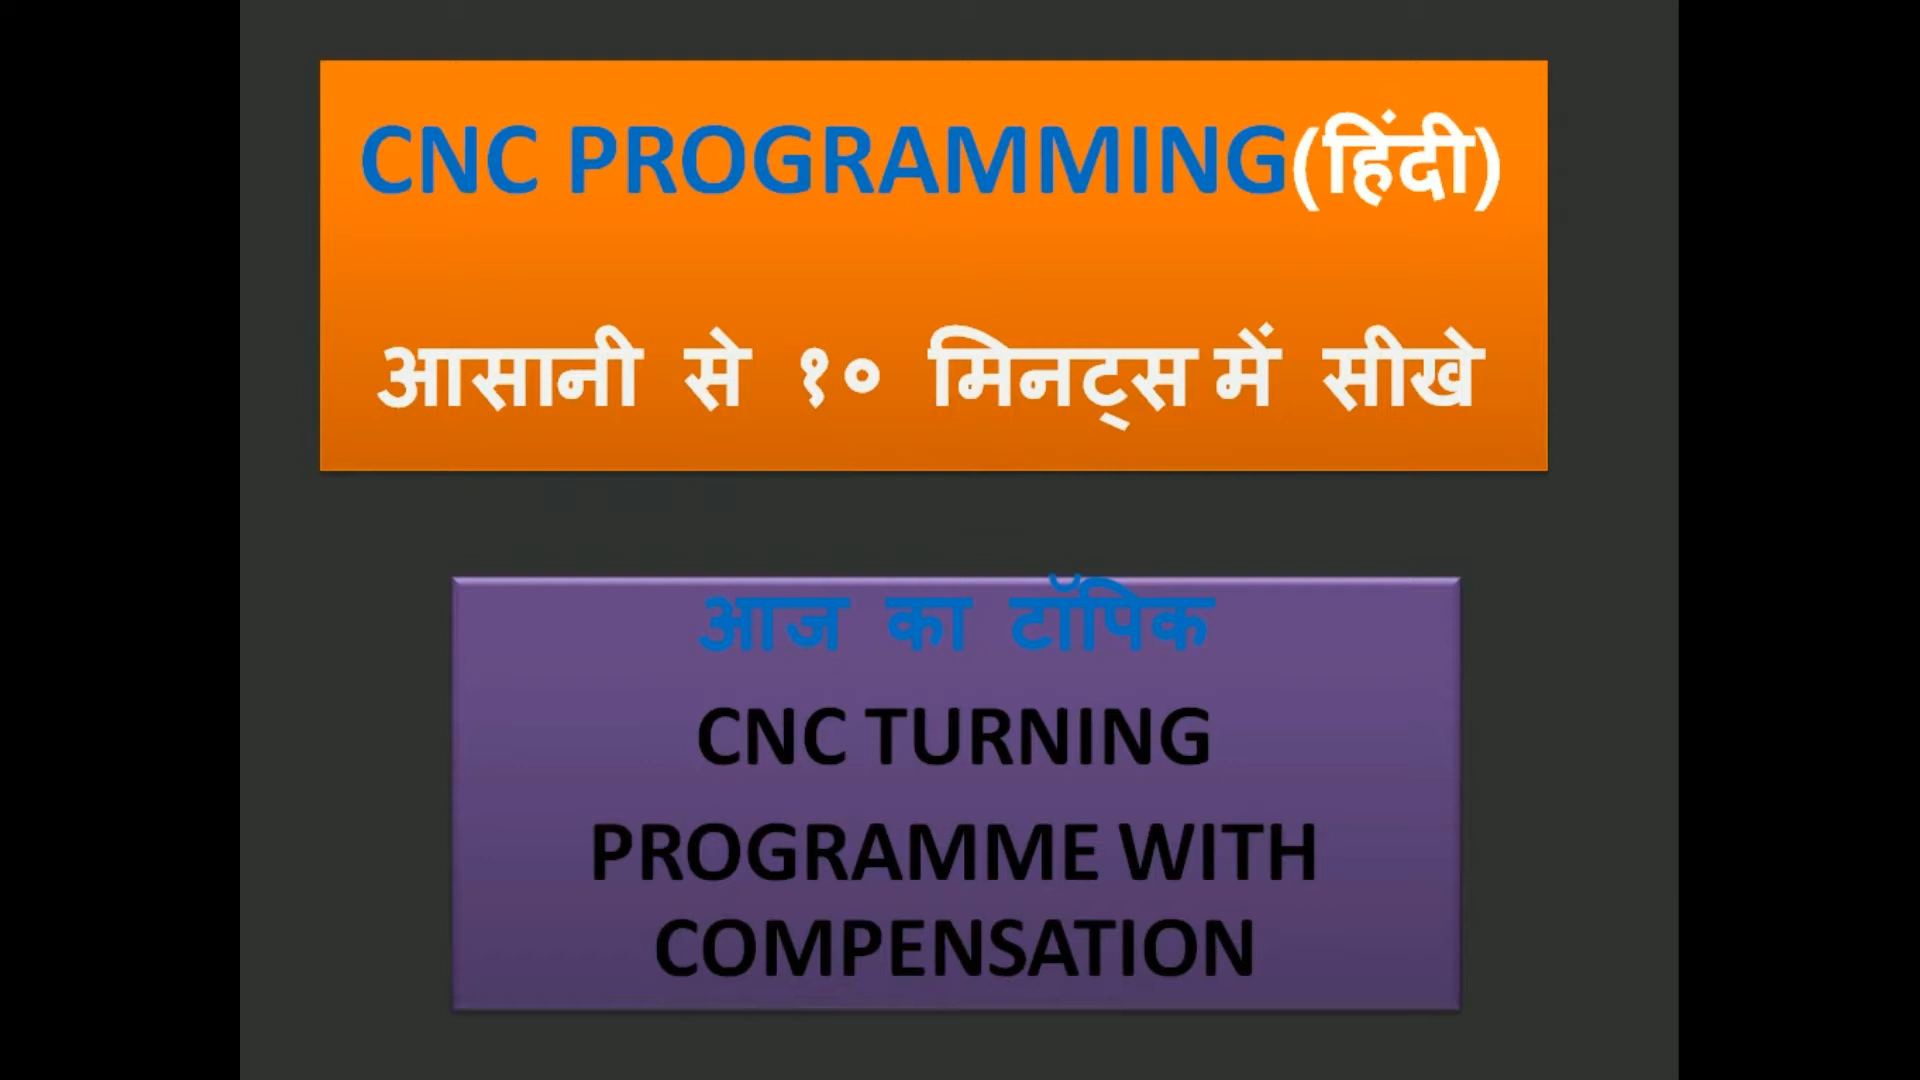 CNC PROGRAMMING(हिंदी)
आसानी से १० मिनट्स में सीखे
आज का टॉपिक
CNC TURNING
PROGRAMME WITH
COMPENSATION